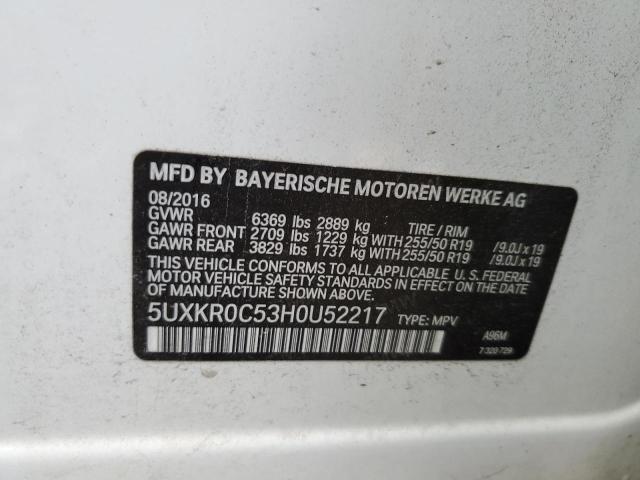 MFD BY BAYERISCHE MOTOREN WERKE AG
08/2016
GVWR 6369 lbs 2889 kg TIRE / RIM
GAWR FRONT 2709 lbs 1229 kg WITH 255/50 R19 /9.0J x 19
GAWR REAR 3829 lbs 1737 kg WITH 255/50 R19 /9.0J x 19
THIS VEHICLE CONFORMS TO ALL APPLICABLE U. S. FEDERAL
MOTOR VEHICLE SAFETY STANDARDS IN EFFECT ON THE DATE
OF MANUFACTURE SHOWN ABOVE.
5UXKR0C53H0U52217 TYPE: MPV
A96M
7 320 729